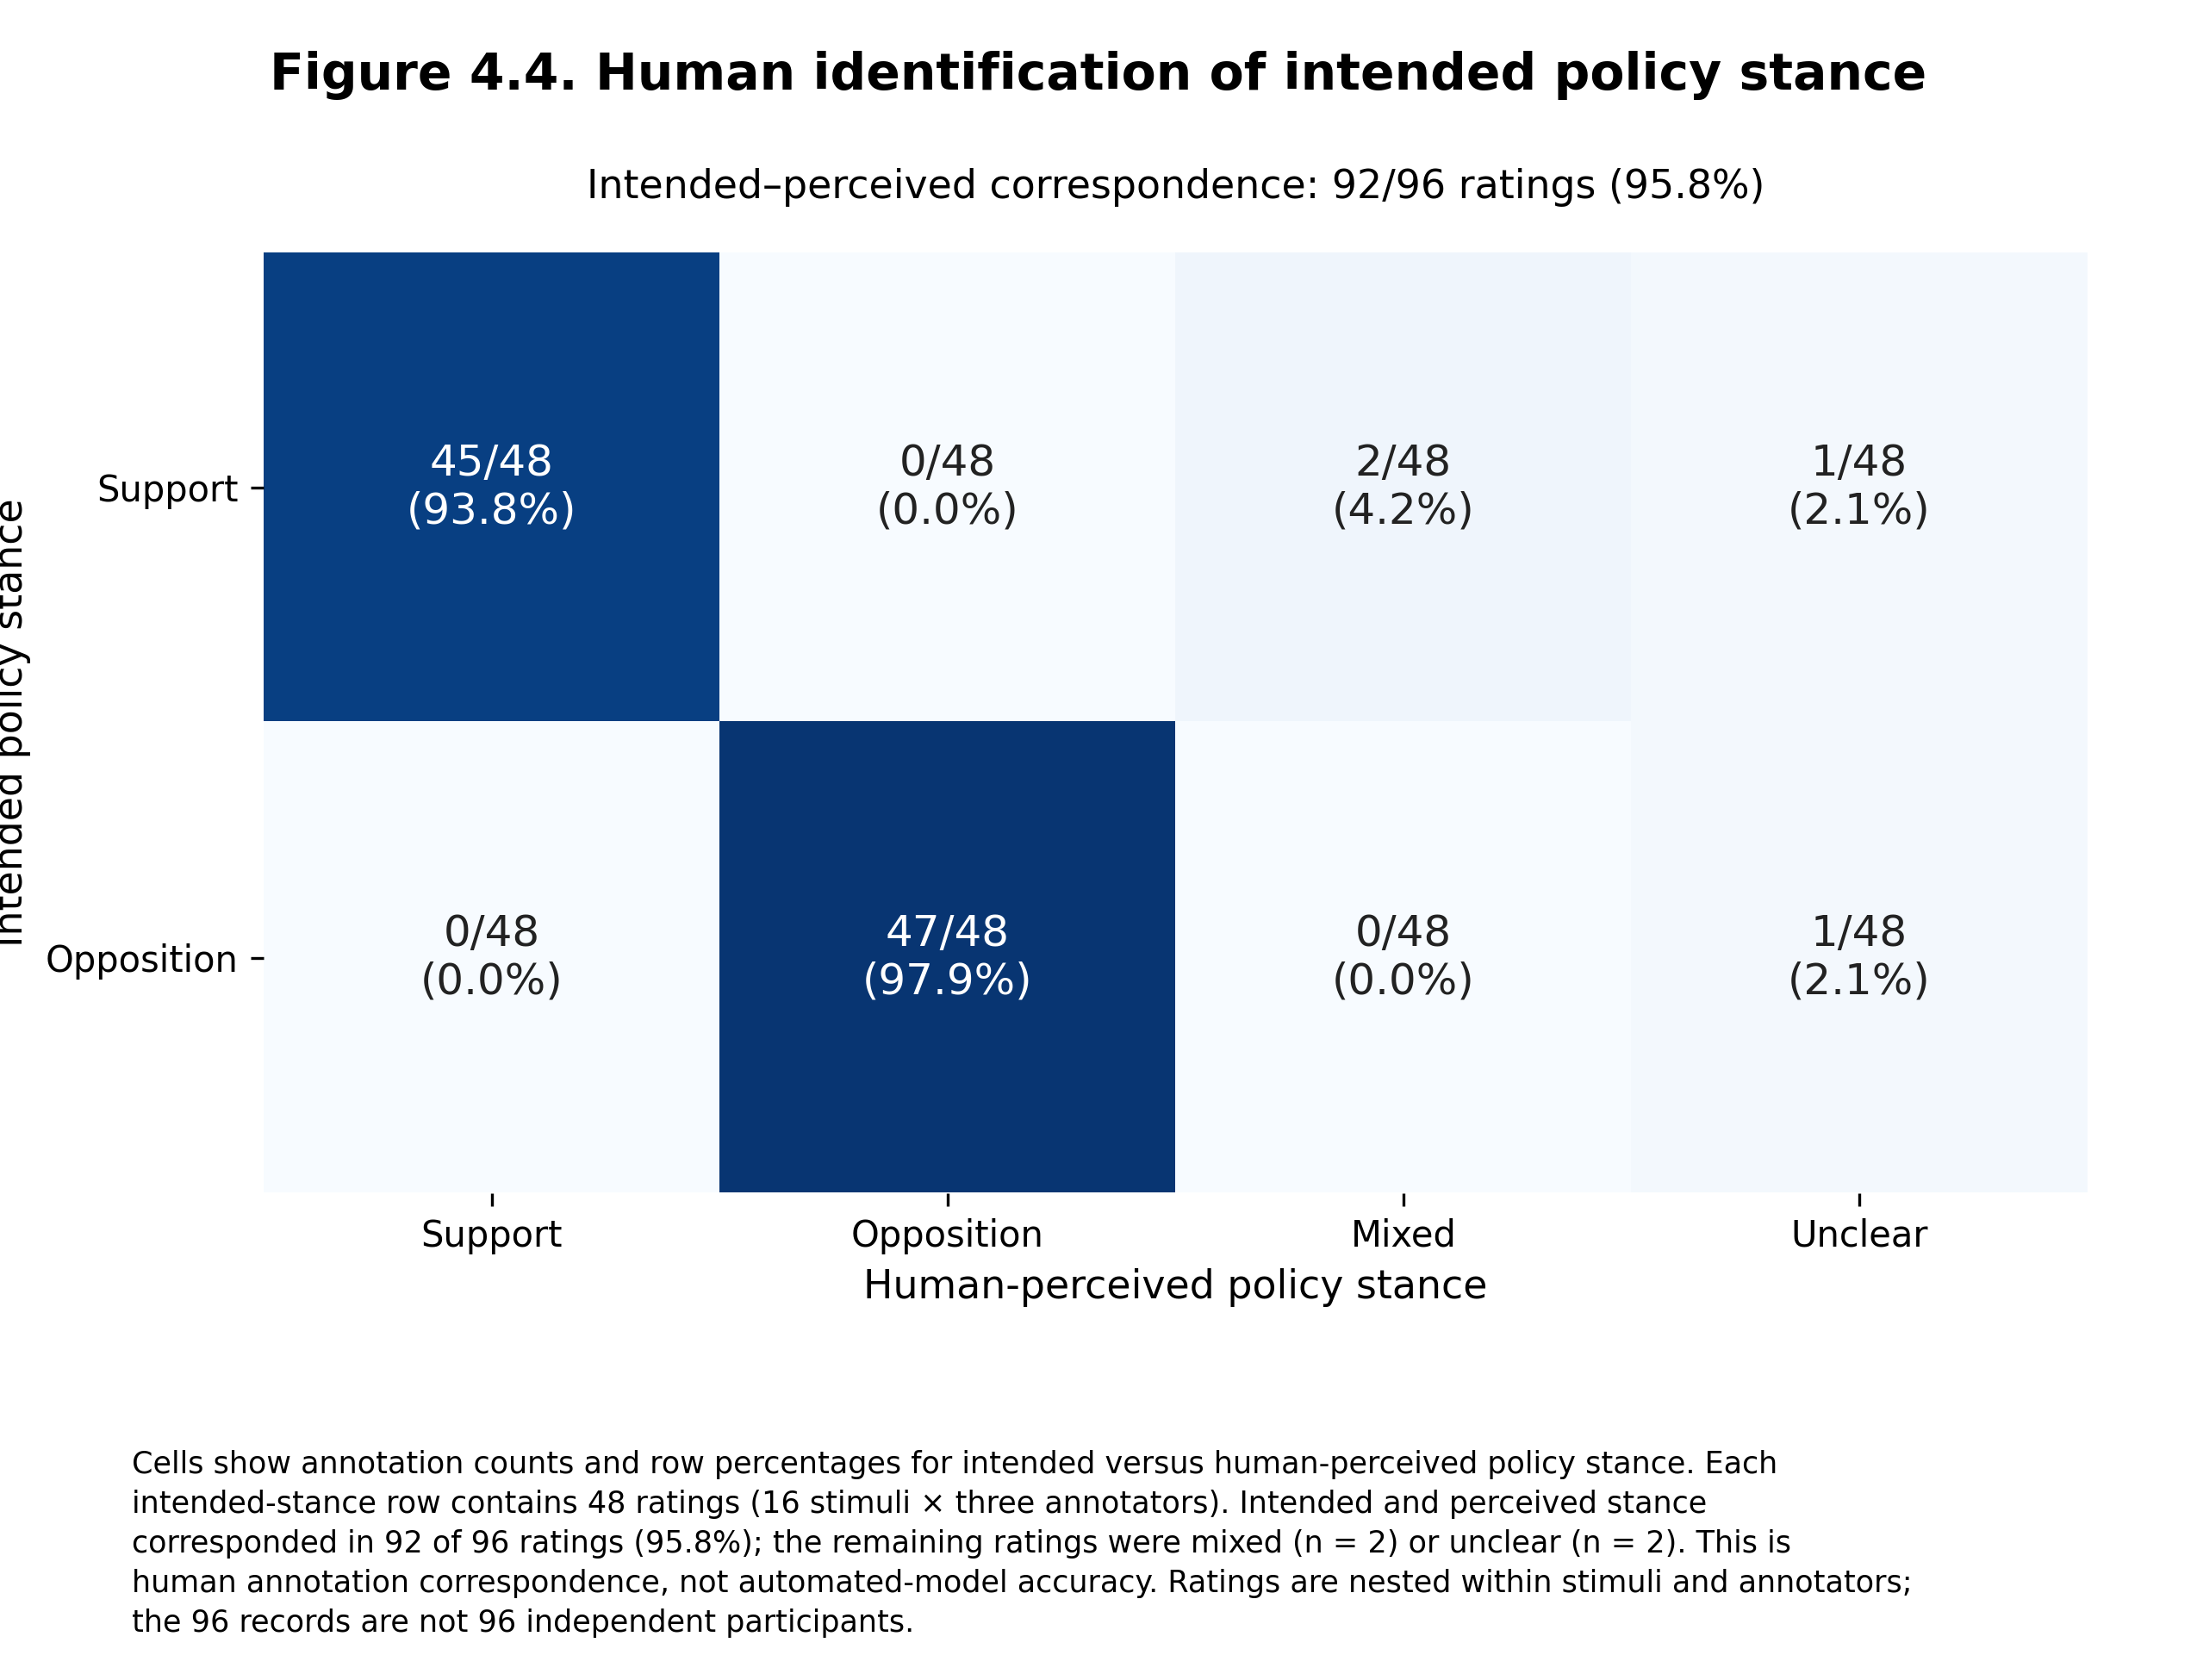 Figure 4.4. Human identification of intended policy stance
Intended–perceived correspondence: 92/96 ratings (95.8%)
Intended policy stance
Support
45/48
(93.8%)
0/48
(0.0%)
2/48
(4.2%)
1/48
(2.1%)
Opposition
0/48
(0.0%)
47/48
(97.9%)
0/48
(0.0%)
1/48
(2.1%)
Support
Opposition
Mixed
Unclear
Human-perceived policy stance
Cells show annotation counts and row percentages for intended versus human-perceived policy stance. Each
intended-stance row contains 48 ratings (16 stimuli × three annotators). Intended and perceived stance
corresponded in 92 of 96 ratings (95.8%); the remaining ratings were mixed (n = 2) or unclear (n = 2). This is
human annotation correspondence, not automated-model accuracy. Ratings are nested within stimuli and annotators;
the 96 records are not 96 independent participants.